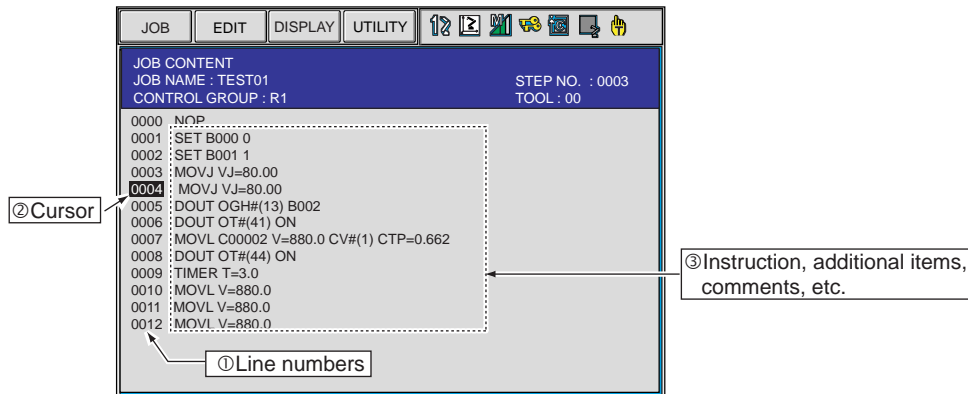 JOB EDIT DISPLAY UTILITY
JOB CONTENT
JOB NAME : TEST01 STEP NO. : 0003
CONTROL GROUP : R1 TOOL : 00
0000 NOP
0001 SET B000 0
0002 SET B001 1
0003 MOVJ VJ=80.00
0004 MOVJ VJ=80.00
0005 DOUT OGH#(13) B002
0006 DOUT OT#(41) ON
0007 MOVL C00002 V=880.0 CV#(1) CTP=0.662
0008 DOUT OT#(44) ON
0009 TIMER T=3.0
0010 MOVL V=880.0
0011 MOVL V=880.0
0012 MOVL V=880.0
②Cursor
③Instruction, additional items,
comments, etc.
①Line numbers